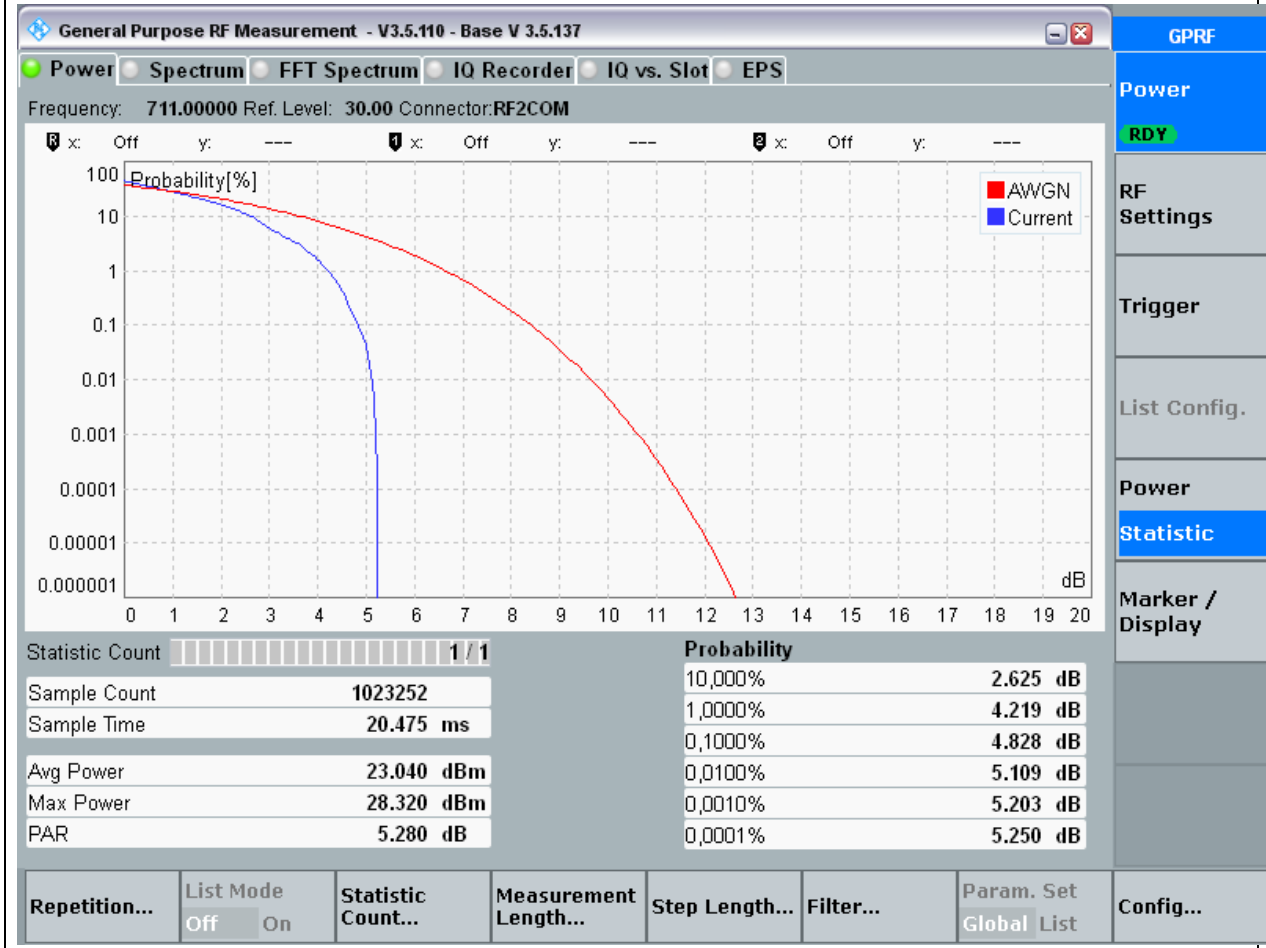 General Purpose RF Measurement - V3.5.110 - Base V 3.5.137
GPRF
Power Spectrum FFT Spectrum IQ Recorder IQ vs. Slot EPS
Frequency: 711.00000 Ref. Level: 30.00 Connector:RF2COM
R x: Off y: --- 1 x: Off y: --- 2 x: Off y: ---
Probability[%]
100
10
1
0.1
0.01
0.001
0.0001
0.00001
0.000001
AWGN
Current
dB
0 1 2 3 4 5 6 7 8 9 10 11 12 13 14 15 16 17 18 19 20
Statistic Count 1 / 1
Sample Count 1023252
Sample Time 20.475 ms
Avg Power 23.040 dBm
Max Power 28.320 dBm
PAR 5.280 dB
Probability
10,000% 2.625 dB
1,0000% 4.219 dB
0,1000% 4.828 dB
0,0100% 5.109 dB
0,0010% 5.203 dB
0,0001% 5.250 dB
Power
RDY
RF
Settings
Trigger
List Config.
Power
Statistic
Marker /
Display
Repetition...
List Mode
Off On
Statistic
Count...
Measurement
Length...
Step Length...
Filter...
Param. Set
Global List
Config...